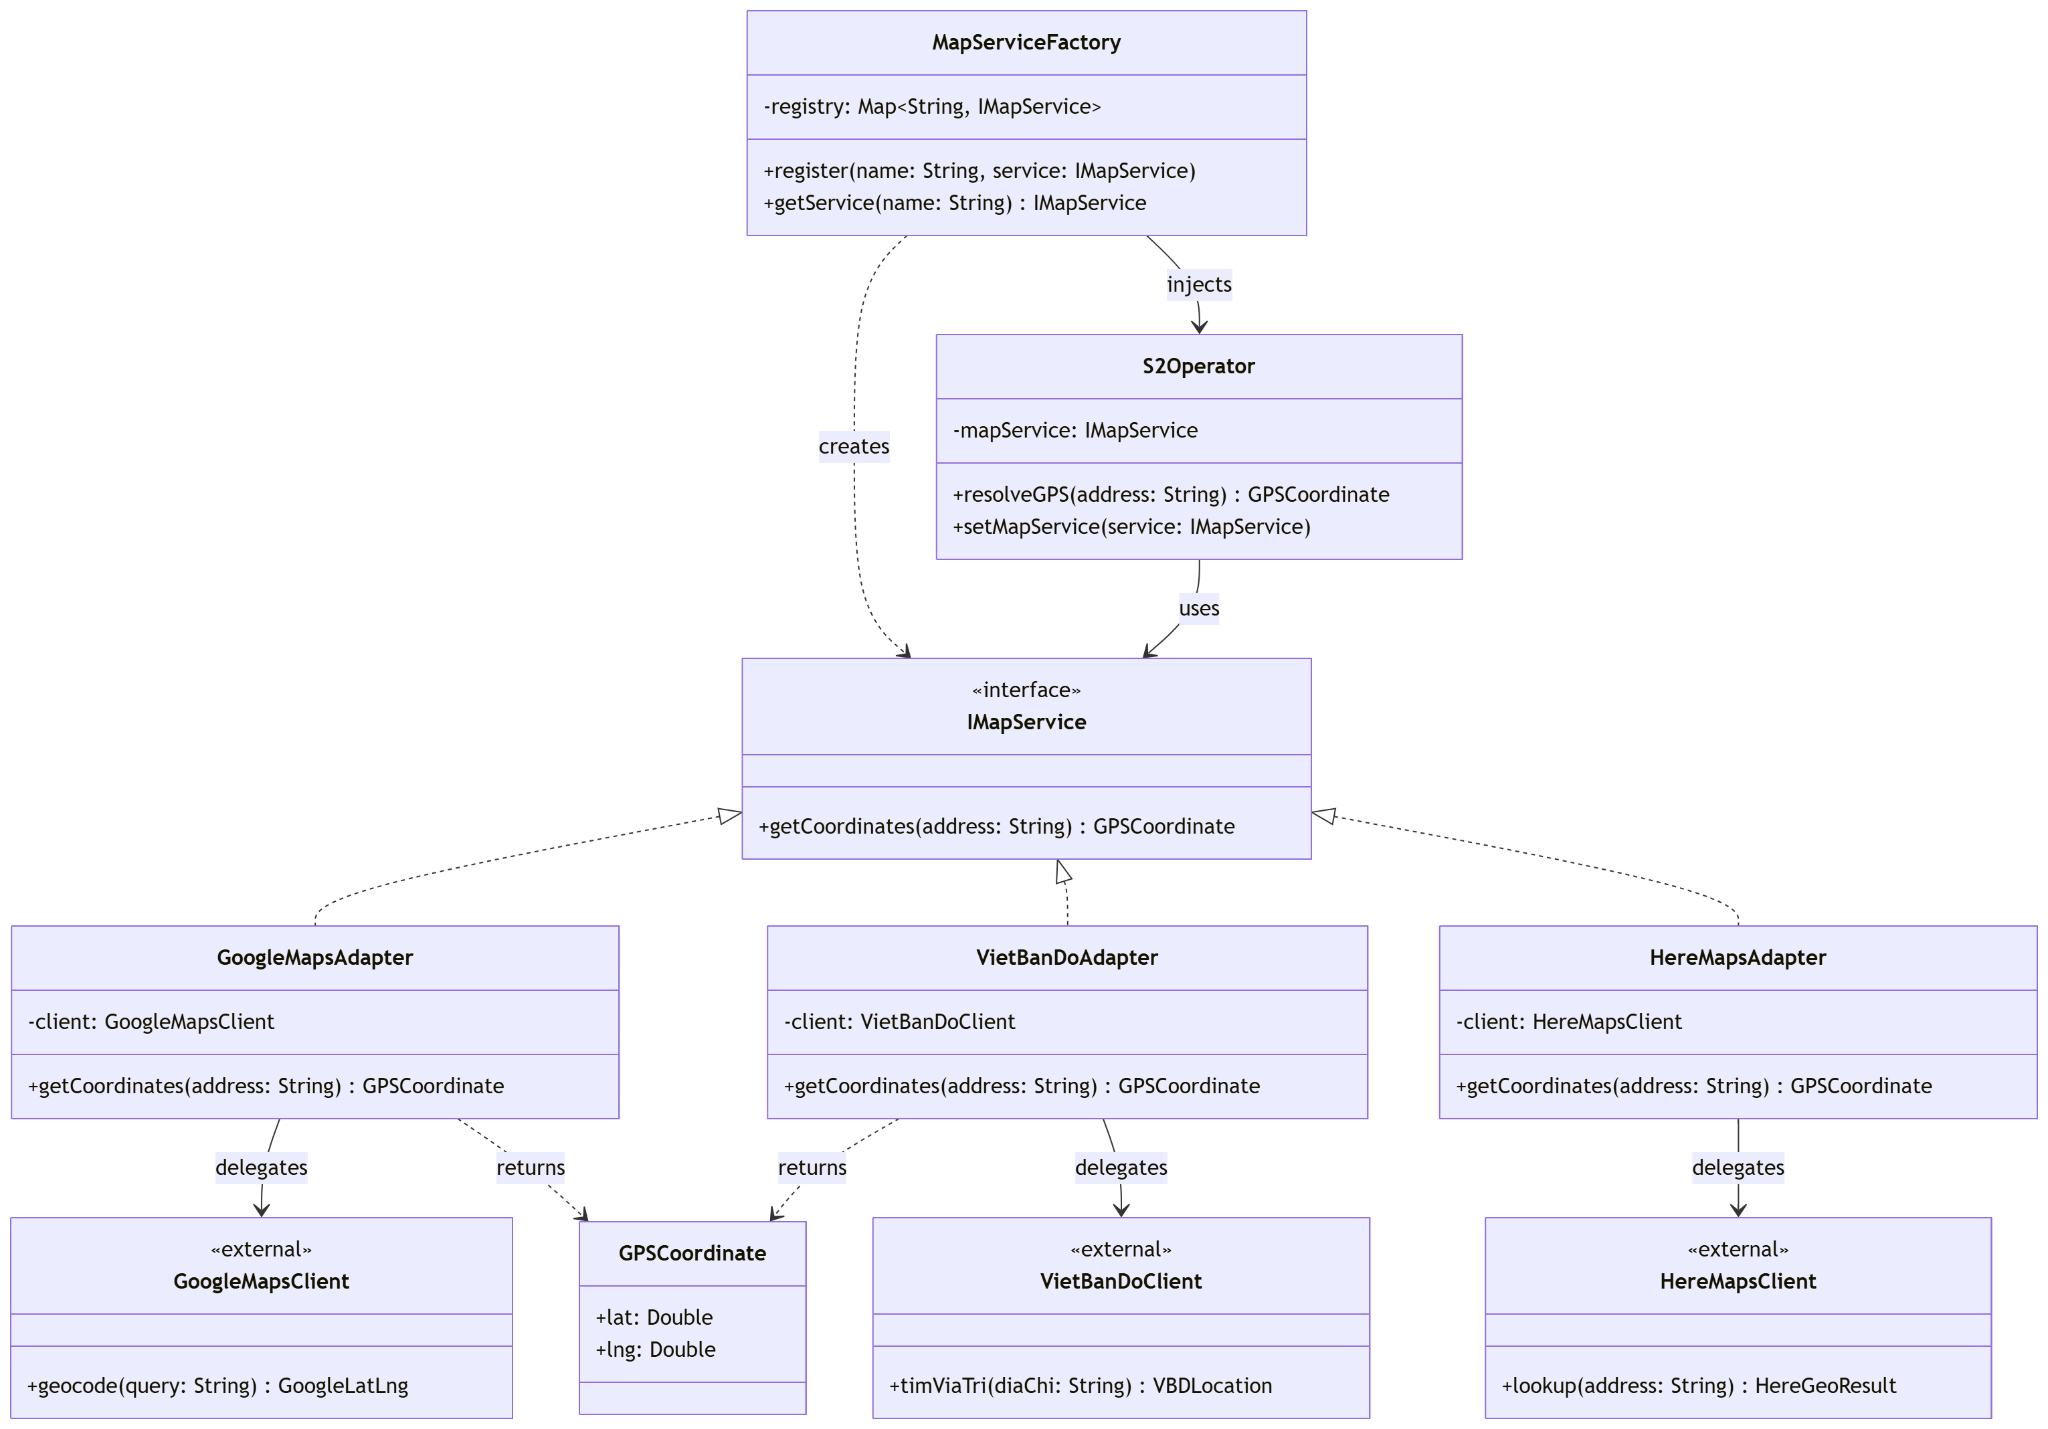 MapServiceFactory
-registry: Map<String, IMapService>
+register(name: String, service: IMapService)
+getService(name: String) : IMapService
injects
creates
S2Operator
-mapService: IMapService
+resolveGPS(address: String) : GPSCoordinate
+setMapService(service: IMapService)
uses
«interface»
IMapService
+getCoordinates(address: String) : GPSCoordinate
GoogleMapsAdapter
-client: GoogleMapsClient
+getCoordinates(address: String) : GPSCoordinate
VietBanDoAdapter
-client: VietBanDoClient
+getCoordinates(address: String) : GPSCoordinate
HereMapsAdapter
-client: HereMapsClient
+getCoordinates(address: String) : GPSCoordinate
delegates
returns
returns
delegates
delegates
«external»
GoogleMapsClient
+geocode(query: String) : GoogleLatLng
GPSCoordinate
+lat: Double
+lng: Double
«external»
VietBanDoClient
+timViaTri(diaChi: String) : VBDLocation
«external»
HereMapsClient
+lookup(address: String) : HereGeoResult